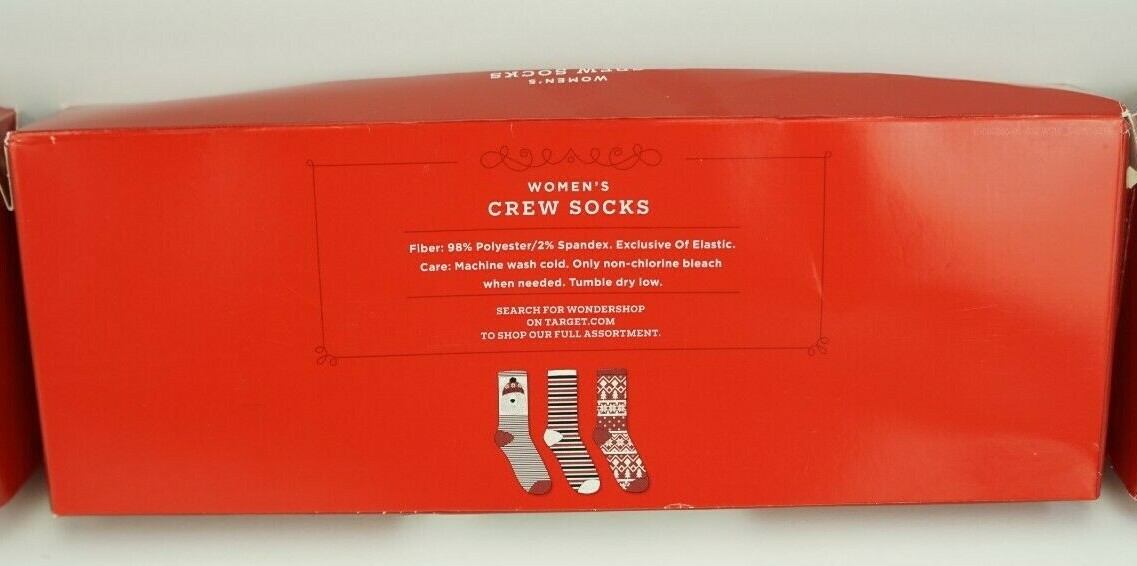 WOMEN'S
CREW SOCKS
WOMEN'S
CREW SOCKS
Fiber: 98% Polyester/2% Spandex. Exclusive Of Elastic.
Care: Machine wash cold. Only non-chlorine bleach
when needed. Tumble dry low.
SEARCH FOR WONDERSHOP
ON TARGET.COM
TO SHOP OUR FULL ASSORTMENT.